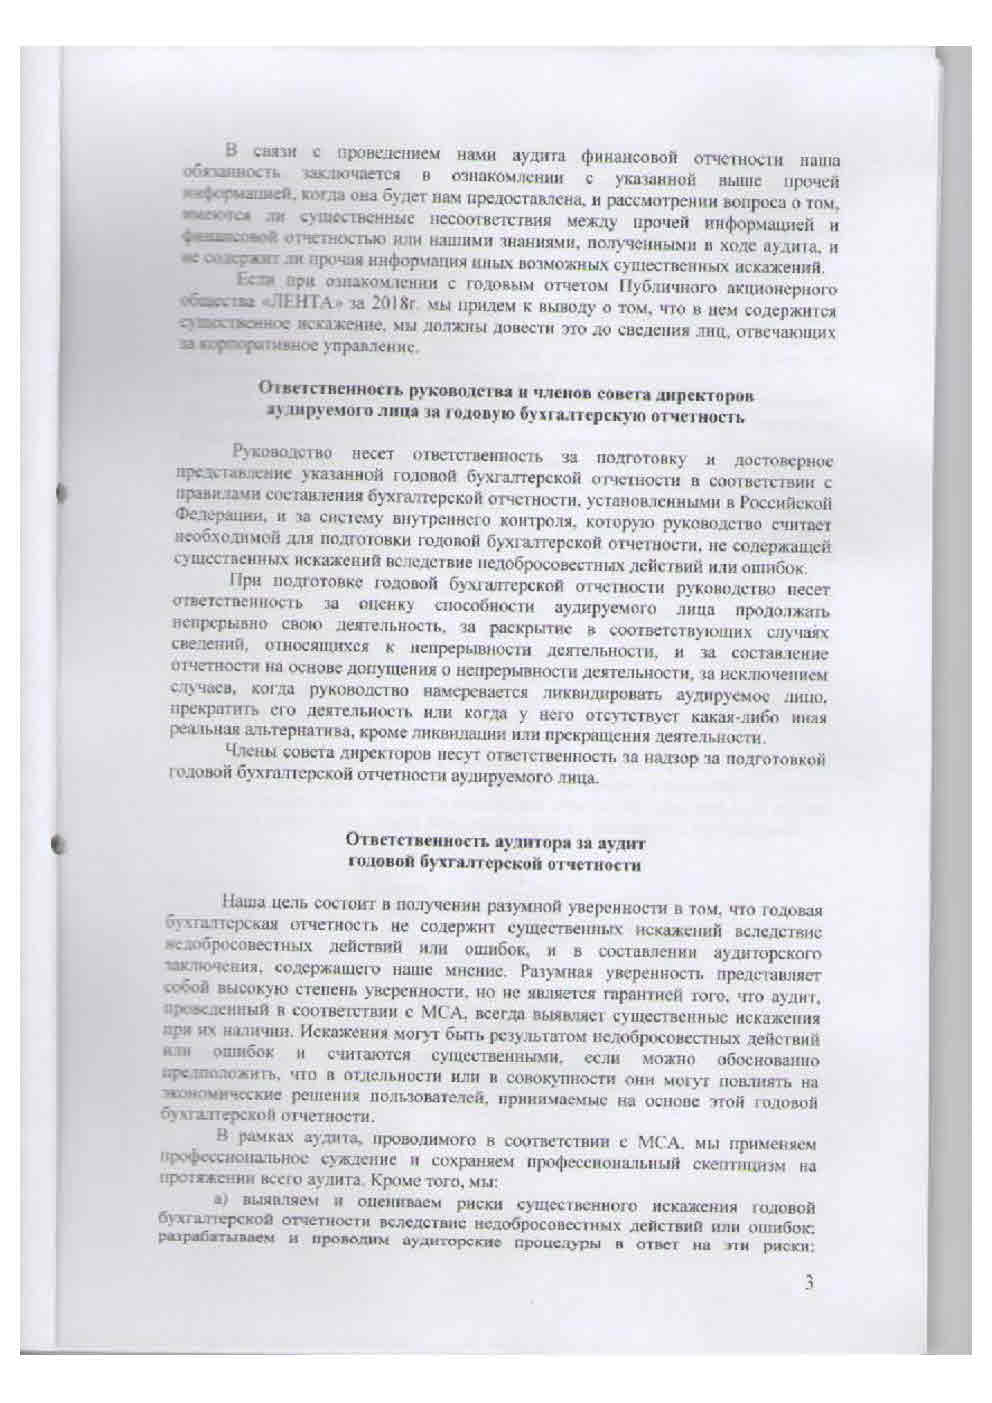 В связи с проведением нами аудита финансовой отчетности наша
обязанность заключается в ознакомлении с указанной выше прочей
информацией, когда она будет нам предоставлена, и рассмотрении вопроса о том,
имеются ли существенные несоответствия между прочей информацией и
финансовой отчетностью или нашими знаниями, полученными в ходе аудита, и
не содержит ли прочая информация иных возможных существенных искажений.
Если при ознакомлении с годовым отчетом Публичного акционерного
общества «ЛЕНТА» за 2018г. мы придем к выводу о том, что в нем содержится
существенное искажение, мы должны довести это до сведения лиц, отвечающих
за корпоративное управление.
Ответственность руководства и членов совета директоров
аудируемого лица за годовую бухгалтерскую отчетность
Руководство несет ответственность за подготовку и достоверное
представление указанной годовой бухгалтерской отчетности в соответствии с
правилами составления бухгалтерской отчетности, установленными в Российской
Федерации, и за систему внутреннего контроля, которую руководство считает
необходимой для подготовки годовой бухгалтерской отчетности, не содержащей
существенных искажений вследствие недобросовестных действий или ошибок.
При подготовке годовой бухгалтерской отчетности руководство несет
ответственность за оценку способности аудируемого лица продолжать
непрерывно свою деятельность, за раскрытие в соответствующих случаях
сведений, относящихся к непрерывности деятельности, и за составление
отчетности на основе допущения о непрерывности деятельности, за исключением
случаев, когда руководство намеревается ликвидировать аудируемое лицо,
прекратить его деятельность или когда у него отсутствует какая-либо иная
реальная альтернатива, кроме ликвидации или прекращения деятельности.
Члены совета директоров несут ответственность за надзор за подготовкой
годовой бухгалтерской отчетности аудируемого лица.
Ответственность аудитора за аудит
годовой бухгалтерской отчетности
Наша цель состоит в получении разумной уверенности в том, что годовая
бухгалтерская отчетность не содержит существенных искажений вследствие
недобросовестных действий или ошибок, и в составлении аудиторского
заключения, содержащего наше мнение. Разумная уверенность представляет
собой высокую степень уверенности, но не является гарантией того, что аудит,
проведенный в соответствии с МСА, всегда выявляет существенные искажения
при их наличии. Искажения могут быть результатом недобросовестных действий
или ошибок и считаются существенными, если можно обоснованно
предположить, что в отдельности или в совокупности они могут повлиять на
экономические решения пользователей, принимаемые на основе этой годовой
бухгалтерской отчетности.
В рамках аудита, проводимого в соответствии с МСА, мы применяем
профессиональное суждение и сохраняем профессиональный скептицизм на
протяжении всего аудита. Кроме того, мы:
а) выявляем и оцениваем риски существенного искажения годовой
бухгалтерской отчетности вследствие недобросовестных действий или ошибок;
разрабатываем и проводим аудиторские процедуры в ответ на эти риски;
3